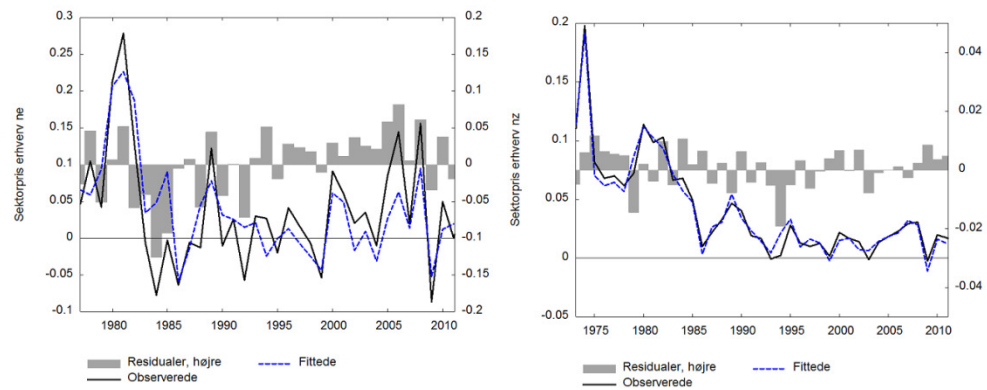 Sektorpris erhverv ne
0.3
0.25
0.2
0.15
0.1
0.05
0
-0.05
-0.1
0.2
0.15
0.1
0.05
0
-0.05
-0.1
-0.15
-0.2
1980 1985 1990 1995 2000 2005 2010
Residualer, højre
Fittede
Observerede
Sektorpris erhverv nz
0.2
0.15
0.1
0.05
0
-0.05
0.04
0.02
0
-0.02
-0.04
1975 1980 1985 1990 1995 2000 2005 2010
Residualer, højre
Fittede
Observerede